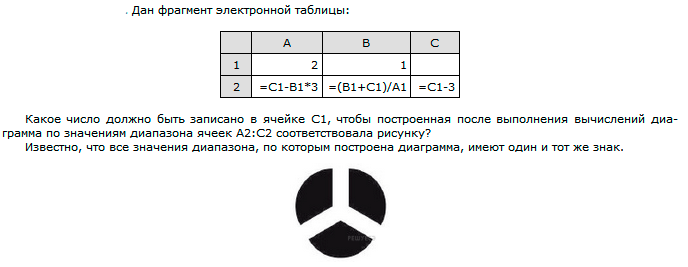 . Дан фрагмент электронной таблицы:
A B C
1 2 1
2 =C1-B1*3 =(B1+C1)/A1 =C1-3
Какое число должно быть записано в ячейке C1, чтобы построенная после выполнения вычислений диа-
грамма по значениям диапазона ячеек A2:C2 соответствовала рисунку?
Известно, что все значения диапазона, по которым построена диаграмма, имеют один и тот же знак.